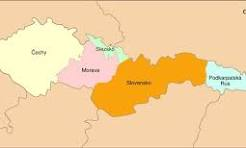 Čechy
Slezsko
Morava
Slovensko
Podkarpatská
Rus